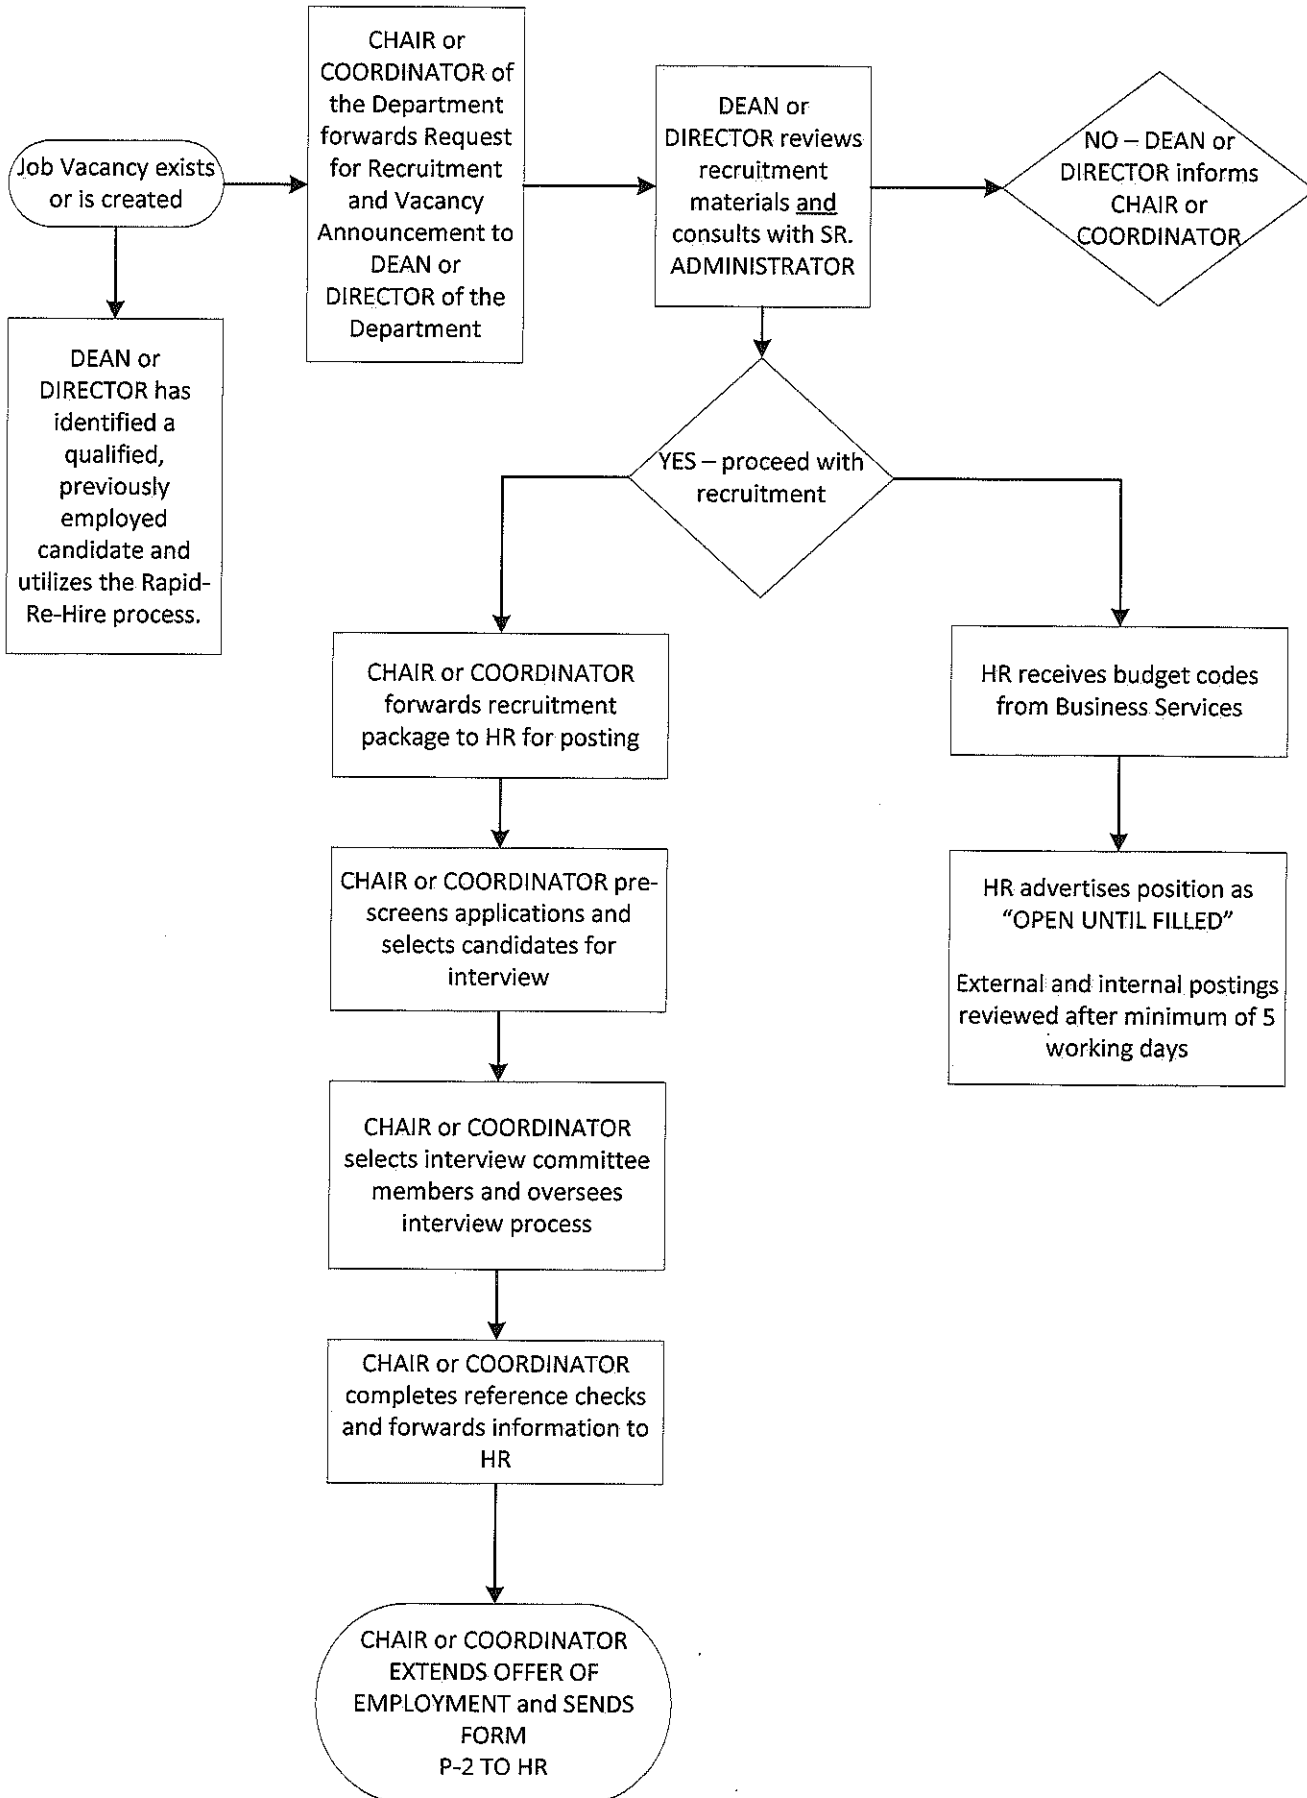 Job Vacancy exists
or is created
CHAIR or
COORDINATOR of
the Department
forwards Request
for Recruitment
and Vacancy
Announcement to
DEAN or
DIRECTOR of the
Department
DEAN or
DIRECTOR reviews
recruitment
materials and
consults with SR.
ADMINISTRATOR
NO – DEAN or
DIRECTOR informs
CHAIR or
COORDINATOR
DEAN or
DIRECTOR has
identified a
qualified,
previously
employed
candidate and
utilizes the Rapid-
Re-Hire process.
YES – proceed with
recruitment
CHAIR or COORDINATOR
forwards recruitment
package to HR for posting
HR receives budget codes
from Business Services
CHAIR or COORDINATOR pre-
screens applications and
selects candidates for
interview
HR advertises position as
“OPEN UNTIL FILLED”
External and internal postings
reviewed after minimum of 5
working days
CHAIR or COORDINATOR
selects interview committee
members and oversees
interview process
CHAIR or COORDINATOR
completes reference checks
and forwards information to
HR
CHAIR or COORDINATOR
EXTENDS OFFER OF
EMPLOYMENT and SENDS
FORM
P-2 TO HR